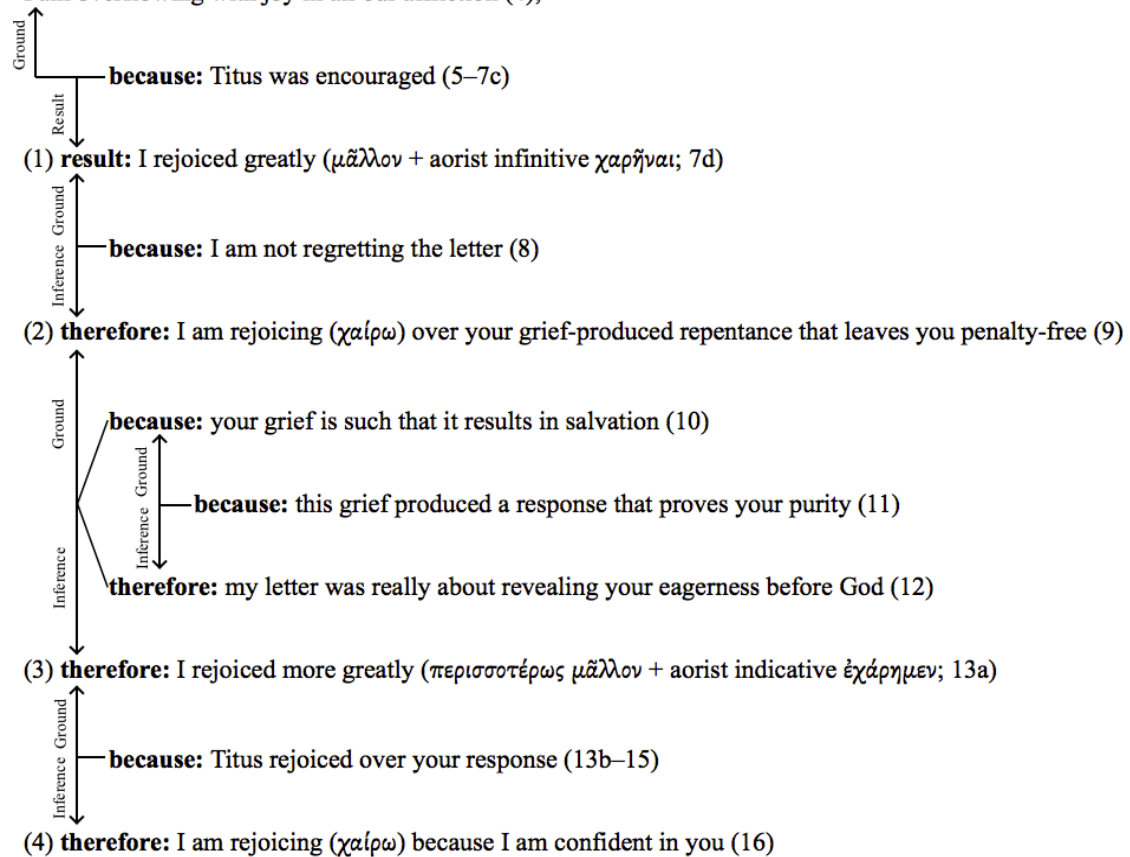 Ground
because: Titus was encouraged (5–7c)
Result
(1) result: I rejoiced greatly (μᾶλλον + aorist infinitive χαρῆναι; 7d)
Inference Ground
because: I am not regretting the letter (8)
(2) therefore: I am rejoicing (χαίρω) over your grief-produced repentance that leaves you penalty-free (9)
Ground
because: your grief is such that it results in salvation (10)
Inference Ground
because: this grief produced a response that proves your purity (11)
Inference
therefore: my letter was really about revealing your eagerness before God (12)
(3) therefore: I rejoiced more greatly (περισσοτέρως μᾶλλον + aorist indicative ἐχάρημεν; 13a)
Inference Ground
because: Titus rejoiced over your response (13b–15)
(4) therefore: I am rejoicing (χαίρω) because I am confident in you (16)